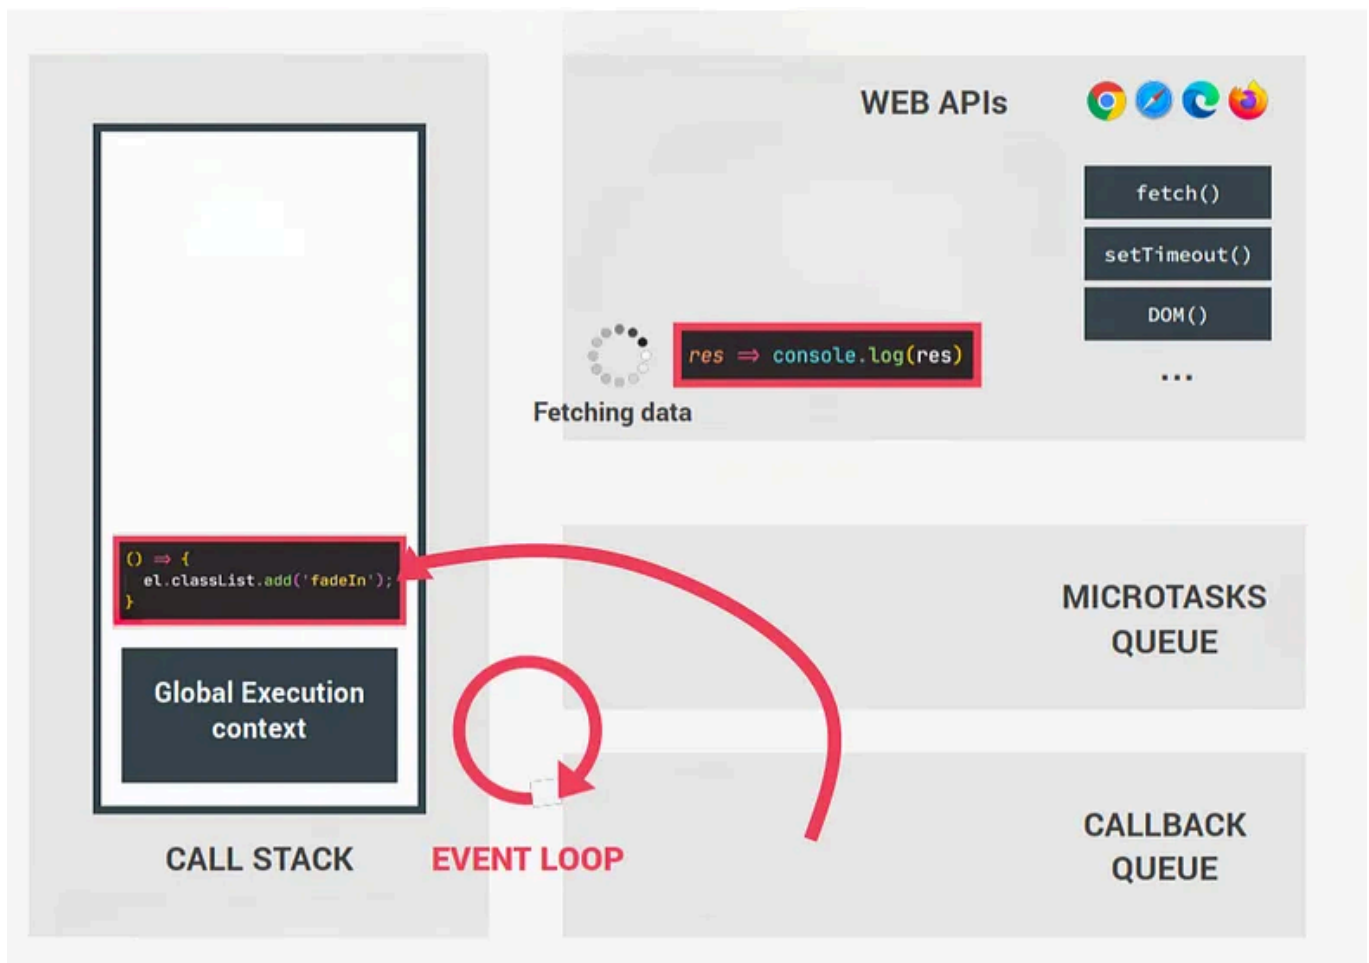 WEB APIs
fetch()
setTimeout()
DOM()
...
res => console.log(res)
Fetching data
() => {
el.classList.add('fadeIn');
}
Global Execution
context
CALL STACK
EVENT LOOP
MICROTASKS
QUEUE
CALLBACK
QUEUE